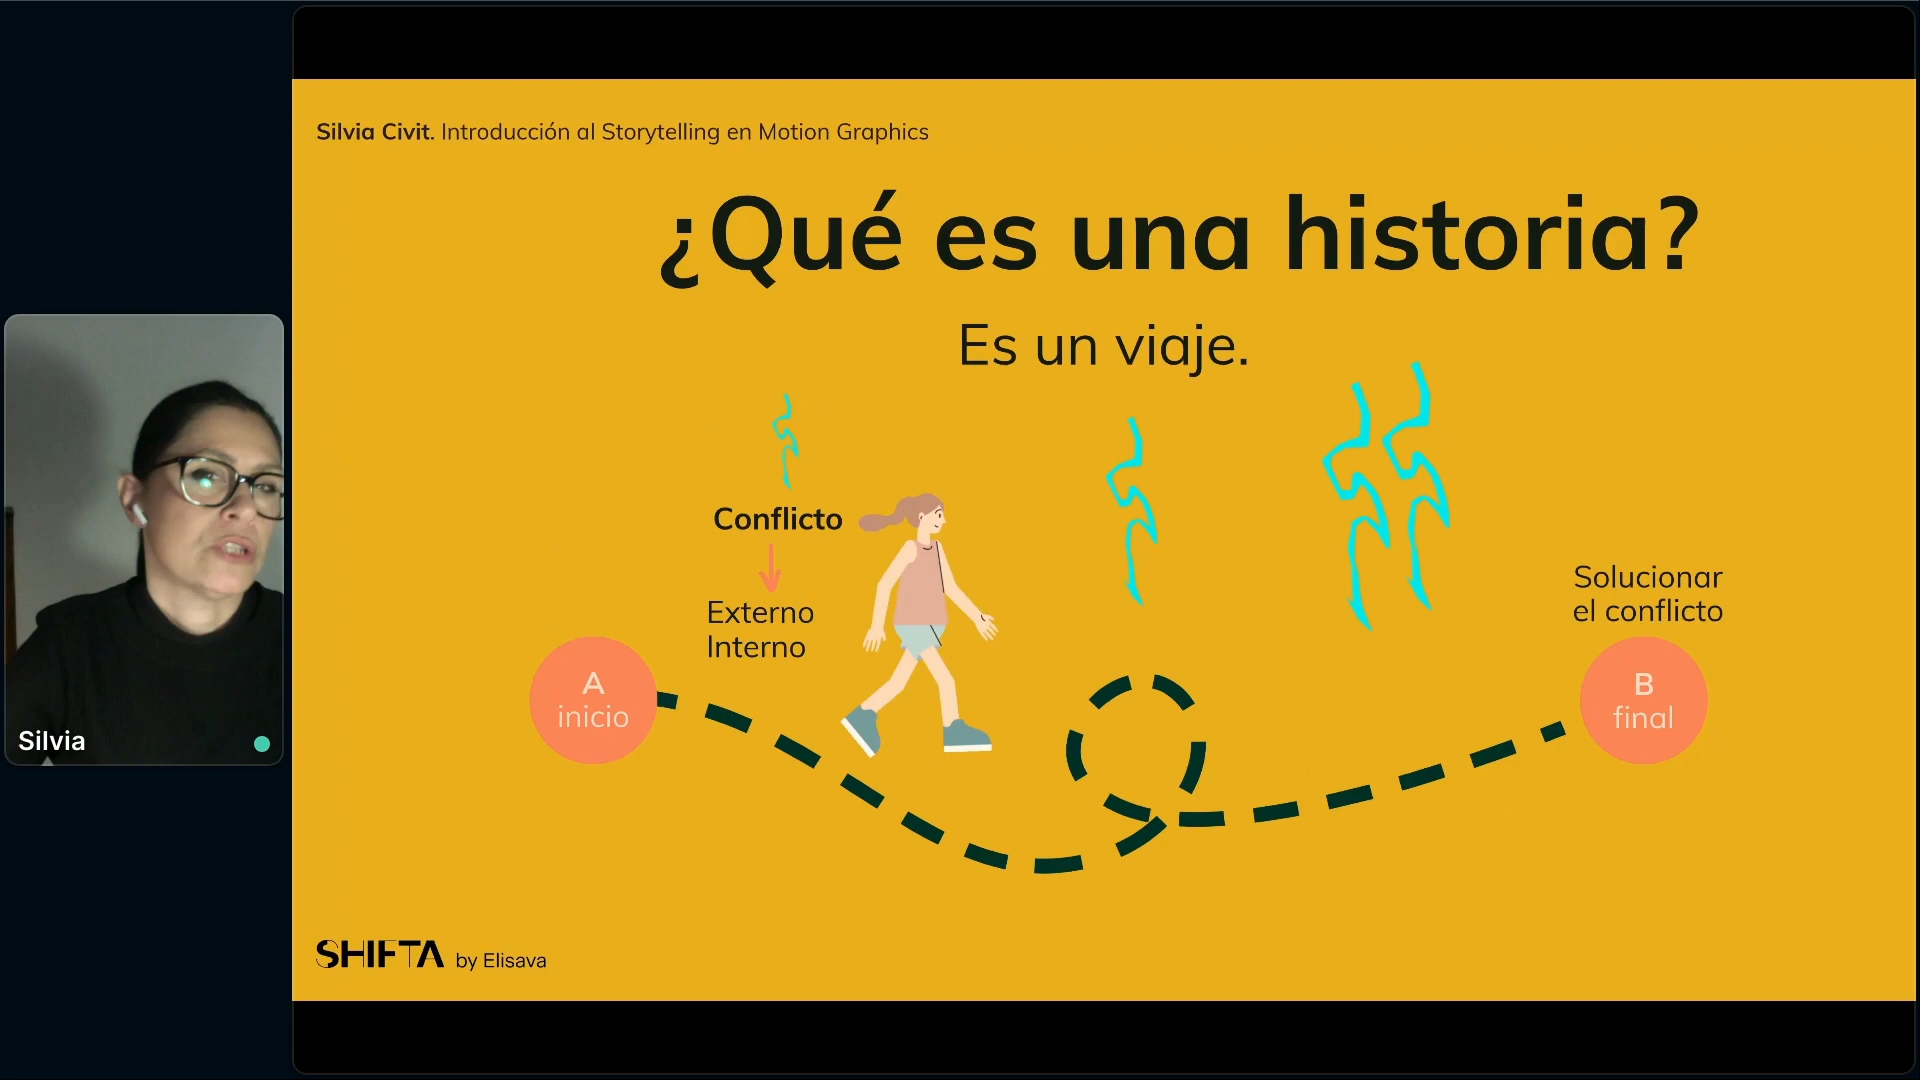 Silvia Civit. Introducción al Storytelling en Motion Graphics
¿Qué es una historia?
Es un viaje.
Conflicto
Externo
Interno
Solucionar
el conflicto
A
inicio
B
final
Silvia
SHIFTA by Elisava